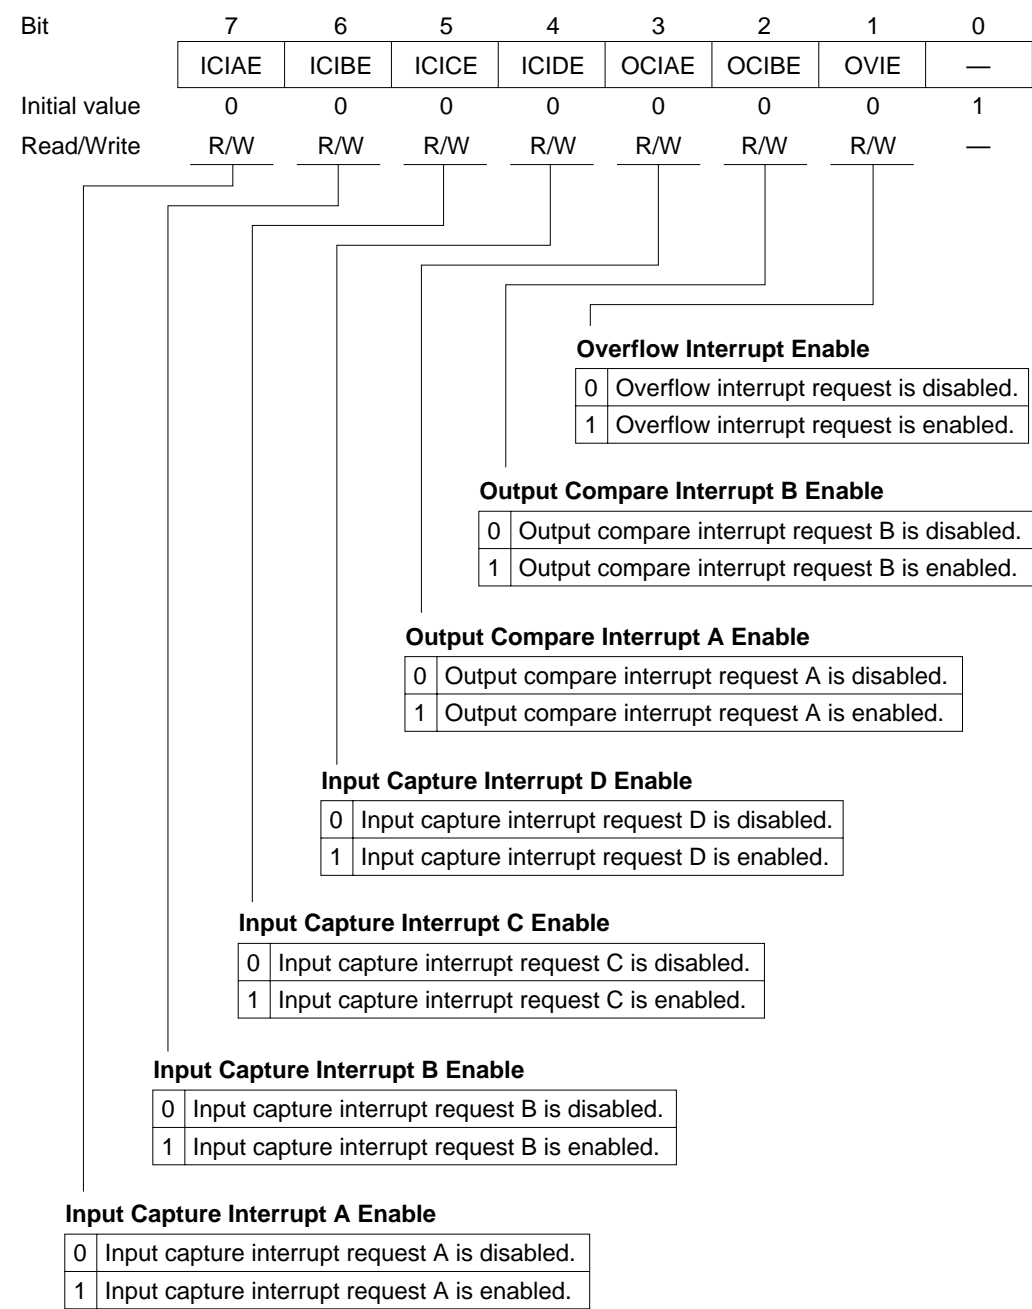 Bit 7 6 5 4 3 2 1 0
ICIAE ICIBE ICICE ICIDE OCIAE OCIBE OVIE —
Initial value 0 0 0 0 0 0 0 1
Read/Write R/W R/W R/W R/W R/W R/W R/W —
Overflow Interrupt Enable
0 Overflow interrupt request is disabled.
1 Overflow interrupt request is enabled.
Output Compare Interrupt B Enable
0 Output compare interrupt request B is disabled.
1 Output compare interrupt request B is enabled.
Output Compare Interrupt A Enable
0 Output compare interrupt request A is disabled.
1 Output compare interrupt request A is enabled.
Input Capture Interrupt D Enable
0 Input capture interrupt request D is disabled.
1 Input capture interrupt request D is enabled.
Input Capture Interrupt C Enable
0 Input capture interrupt request C is disabled.
1 Input capture interrupt request C is enabled.
Input Capture Interrupt B Enable
0 Input capture interrupt request B is disabled.
1 Input capture interrupt request B is enabled.
Input Capture Interrupt A Enable
0 Input capture interrupt request A is disabled.
1 Input capture interrupt request A is enabled.